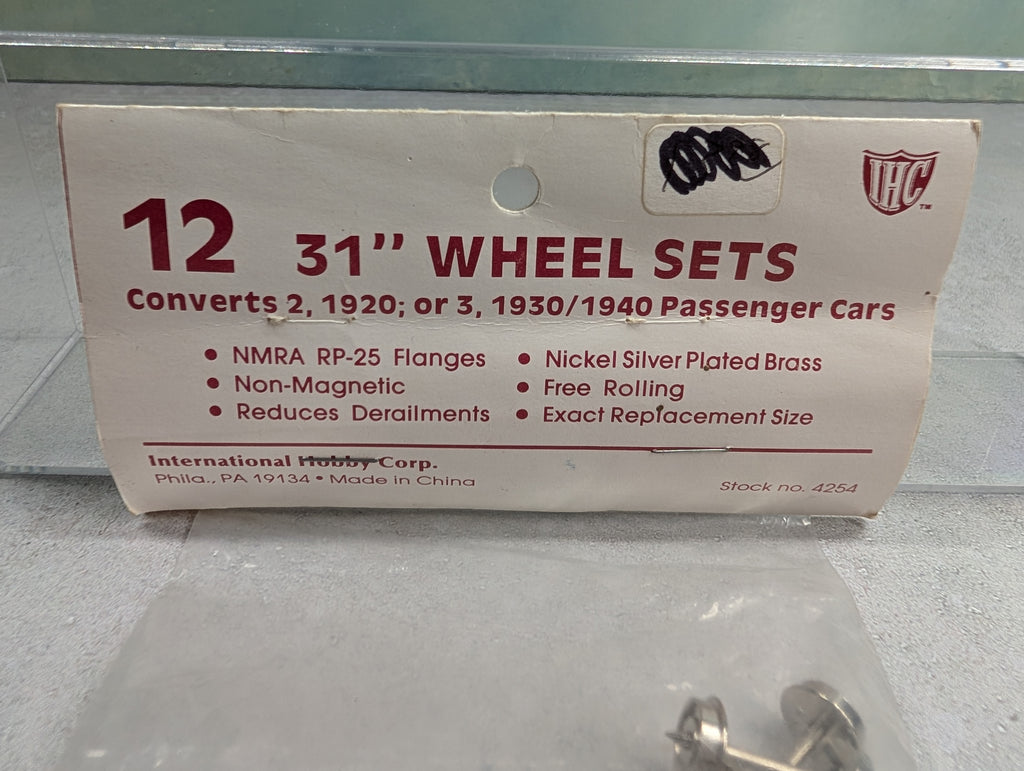 IHC™
12 31" WHEEL SETS
Converts 2, 1920; or 3, 1930/1940 Passenger Cars
• NMRA RP-25 Flanges
• Non-Magnetic
• Reduces Derailments
• Nickel Silver Plated Brass
• Free Rolling
• Exact Replacement Size
International Hobby Corp.
Phila., PA 19134 • Made in China
Stock no. 4254